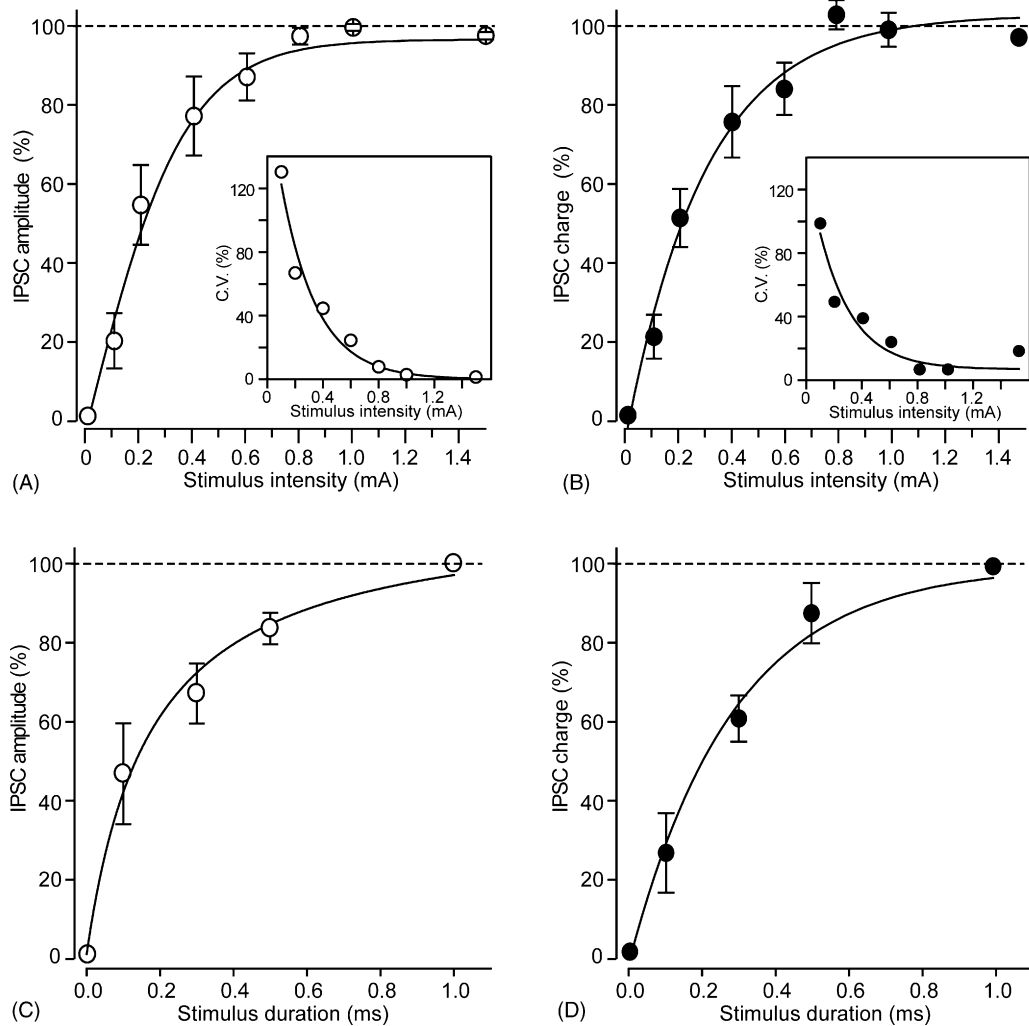 100
80
60
40
20
0
IPSC amplitude (%)
0 0.2 0.4 0.6 0.8 1.0 1.2 1.4
Stimulus intensity (mA)
(A)
120
80
40
0
C.V. (%)
0 0.4 0.8 1.2
Stimulus intensity (mA)
100
80
60
40
20
0
IPSC charge (%)
0 0.2 0.4 0.6 0.8 1.0 1.2 1.4
Stimulus intensity (mA)
(B)
120
80
40
0
C.V. (%)
0 0.4 0.8 1.2
Stimulus intensity (mA)
100
80
60
40
20
0
IPSC amplitude (%)
0.0 0.2 0.4 0.6 0.8 1.0
Stimulus duration (ms)
(C)
100
80
60
40
20
0
IPSC charge (%)
0.0 0.2 0.4 0.6 0.8 1.0
Stimulus duration (ms)
(D)